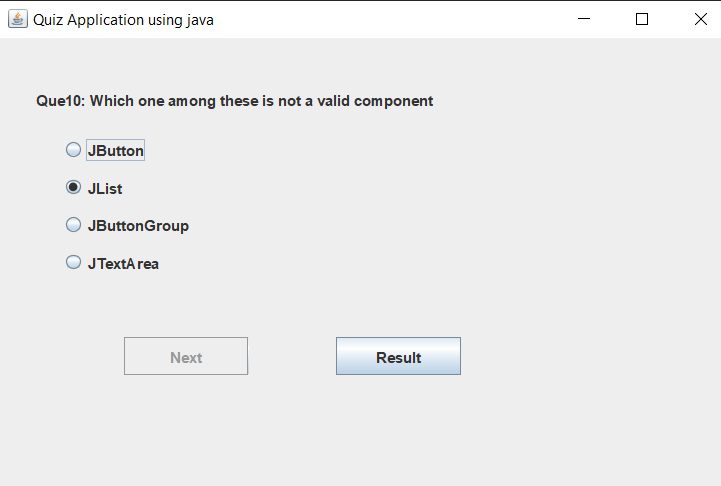 Quiz Application using java
Que10: Which one among these is not a valid component
JButton
JList
JButtonGroup
JTextArea
Next
Result